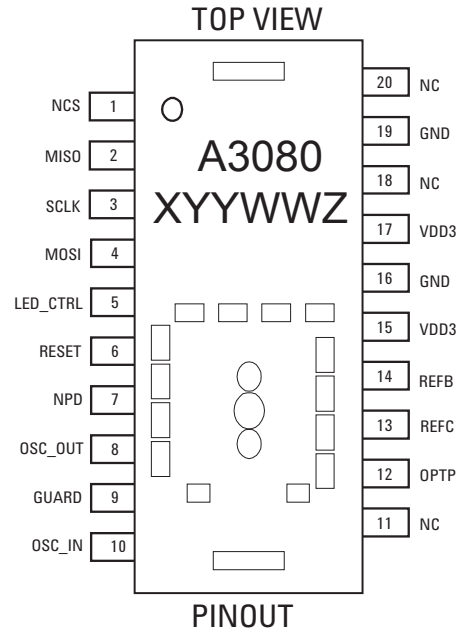 TOP VIEW
A3080
XYYWWZ
NCS 1
MISO 2
SCLK 3
MOSI 4
LED_CTRL 5
RESET 6
NPD 7
OSC_OUT 8
GUARD 9
OSC_IN 10
20 NC
19 GND
18 NC
17 VDD3
16 GND
15 VDD3
14 REFB
13 REFC
12 OPTP
11 NC
PINOUT